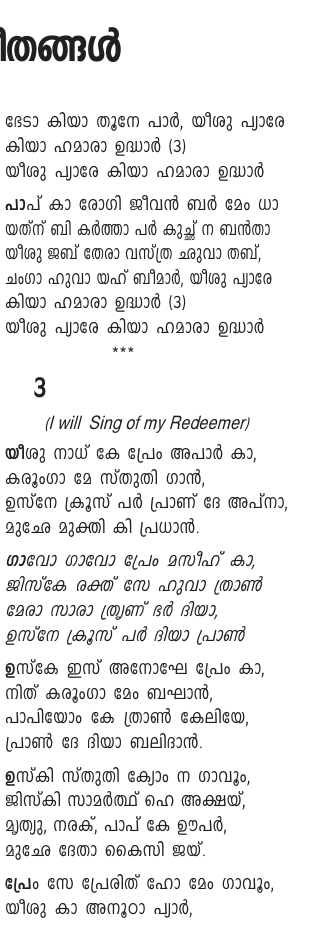 ീതങ്ങൾ
ഭേടാ കിയാ തൂനേ പാർ, യീശു പ്യാരേ
കിയാ ഹമാരാ ഉദ്ധാർ (3)
യീശു പ്യാരേ കിയാ ഹമാരാ ഉദ്ധാർ
പാപ് കാ രോഗി ജീവൻ ബർ മേം ധാ
യത്ന് ബി കർത്താ പർ കുച്ഛ് ന ബൻതാ
യീശു ജബ് തേരാ വസ്ത്ര ഛുവാ തബ്,
ചംഗാ ഹുവാ യഹ് ബീമാർ, യീശു പ്യാരേ
കിയാ ഹമാരാ ഉദ്ധാർ (3)
യീശു പ്യാരേ കിയാ ഹമാരാ ഉദ്ധാർ
***
3
(I will Sing of my Redeemer)
യീശു നാഥ് കേ പ്രേം അപാർ കാ,
കരൂംഗാ മേ സ്തുതി ഗാൻ,
ഉസ്നേ ക്രൂസ് പർ പ്രാണ് ദേ അപ്നാ,
മുഛേ മുക്തി കി പ്രധാൻ.
ഗാവോ ഗാവോ പ്രേം മസീഹ് കാ,
ജിസ്കേ രക്ത് സേ ഹുവാ ത്രാൺ
മേരാ സാരാ ത്രൃണ് ഭർ ദിയാ,
ഉസ്നേ ക്രൂസ് പർ ദിയാ പ്രാൺ
ഉസ്കേ ഇസ് അനോഘേ പ്രേം കാ,
നിത് കരൂംഗാ മേം ബഘാൻ,
പാപിയോം കേ ത്രാൺ കേലിയേ,
പ്രാൺ ദേ ദിയാ ബലിദാൻ.
ഉസ്കി സ്തുതി ക്യോം ന ഗാവൂം,
ജിസ്കി സാമർത്ഥ് ഹെ അക്ഷയ്,
മൃത്യു, നരക്, പാപ് കേ ഊപർ,
മുഛേ ദേതാ കൈസി ജയ്.
പ്രേം സേ പ്രേരിത് ഹോ മേം ഗാവൂം,
യീശു കാ അനൂഠാ പ്യാർ,